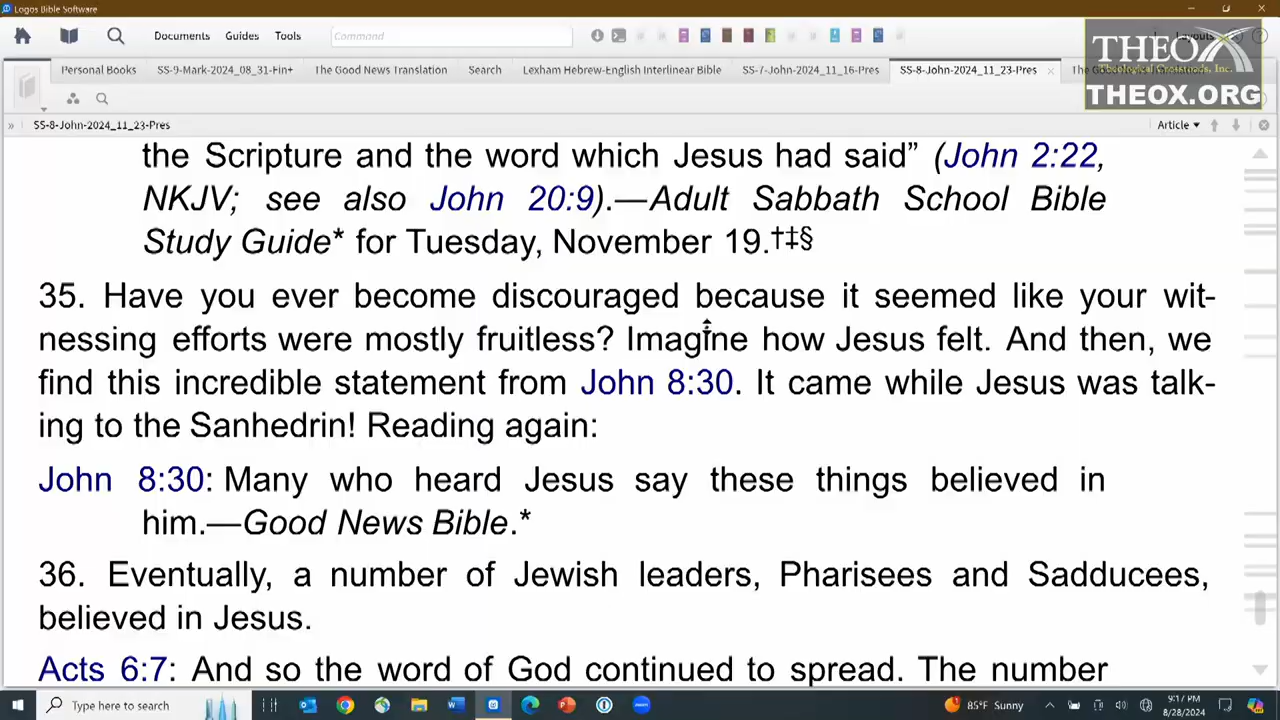 Logos Bible Software
Documents Guides Tools Command Layouts
THEOX
Theological Crossroads, Inc.
THEOX.ORG
Personal Books SS-9-Mark-2024_08_31-Fin+ The Good News Search Lexham Hebrew-English Interlinear Bible SS-7-John-2024_11_16-Pres SS-8-John-2024_11_23-Pres
SS-8-John-2024_11_23-Pres Article
the Scripture and the word which Jesus had said” (John 2:22,
NKJV; see also John 20:9).—Adult Sabbath School Bible
Study Guide* for Tuesday, November 19.†‡§
35. Have you ever become discouraged because it seemed like your wit-
nessing efforts were mostly fruitless? Imagine how Jesus felt. And then, we
find this incredible statement from John 8:30. It came while Jesus was talk-
ing to the Sanhedrin! Reading again:
John 8:30: Many who heard Jesus say these things believed in
him.—Good News Bible.*
36. Eventually, a number of Jewish leaders, Pharisees and Sadducees,
believed in Jesus.
Acts 6:7: And so the word of God continued to spread. The number
Type here to search 85°F Sunny 9:17 PM
8/28/2024